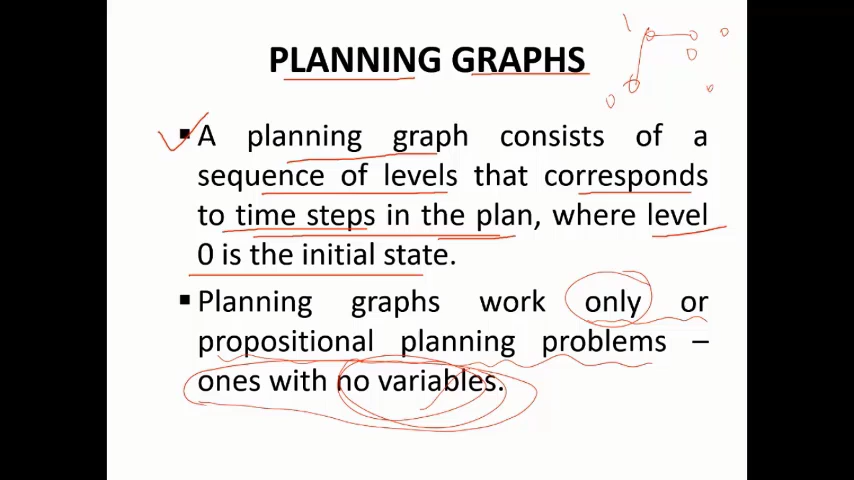 PLANNING GRAPHS
▪ A planning graph consists of a
sequence of levels that corresponds
to time steps in the plan, where level
0 is the initial state.
▪ Planning graphs work only or
propositional planning problems –
ones with no variables.